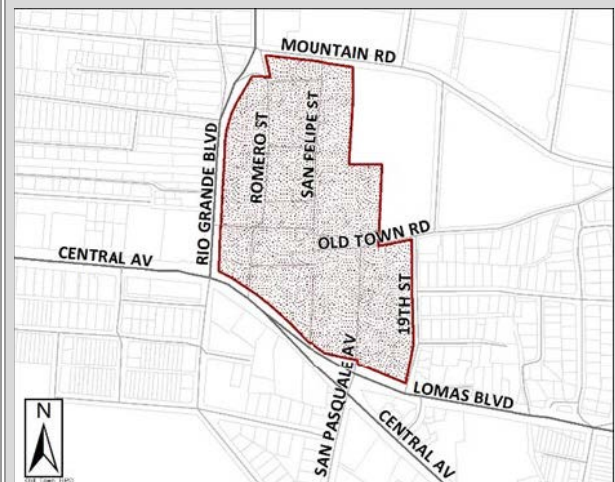 MOUNTAIN RD
ROMERO ST
SAN FELIPE ST
RIO GRANDE BLVD
OLD TOWN RD
CENTRAL AV
19TH ST
SAN PASQUALE AV
LOMAS BLVD
CENTRAL AV
N